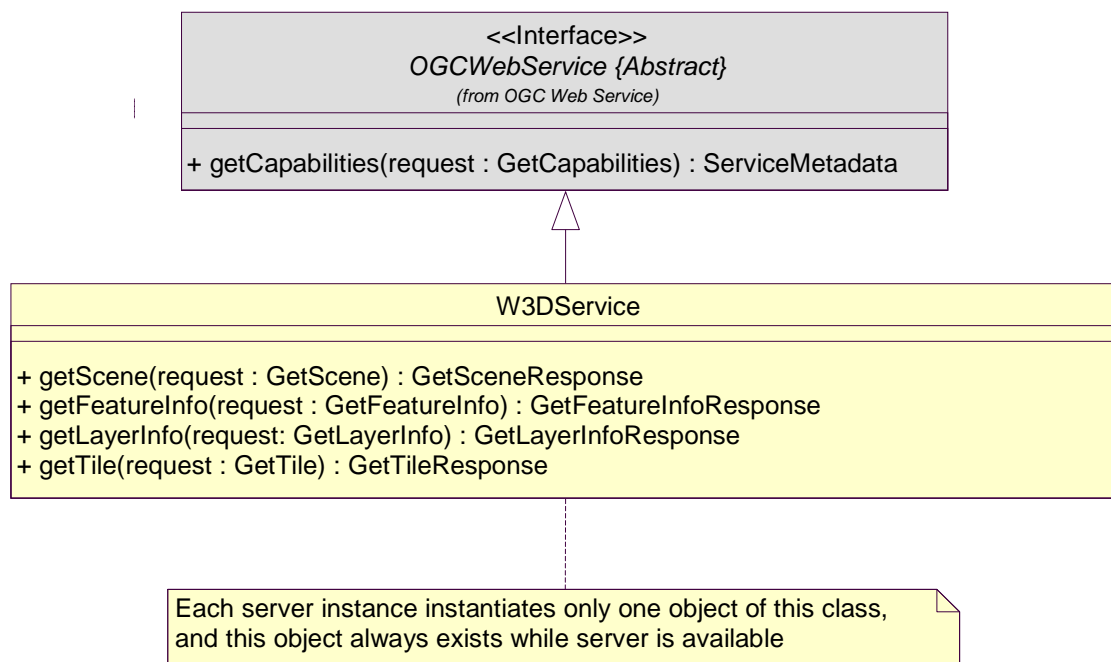 <<Interface>>
OGCWebService {Abstract}
(from OGC Web Service)
+ getCapabilities(request : GetCapabilities) : ServiceMetadata
W3DService
+ getScene(request : GetScene) : GetSceneResponse
+ getFeatureInfo(request : GetFeatureInfo) : GetFeatureInfoResponse
+ getLayerInfo(request: GetLayerInfo) : GetLayerInfoResponse
+ getTile(request : GetTile) : GetTileResponse
Each server instance instantiates only one object of this class,
and this object always exists while server is available